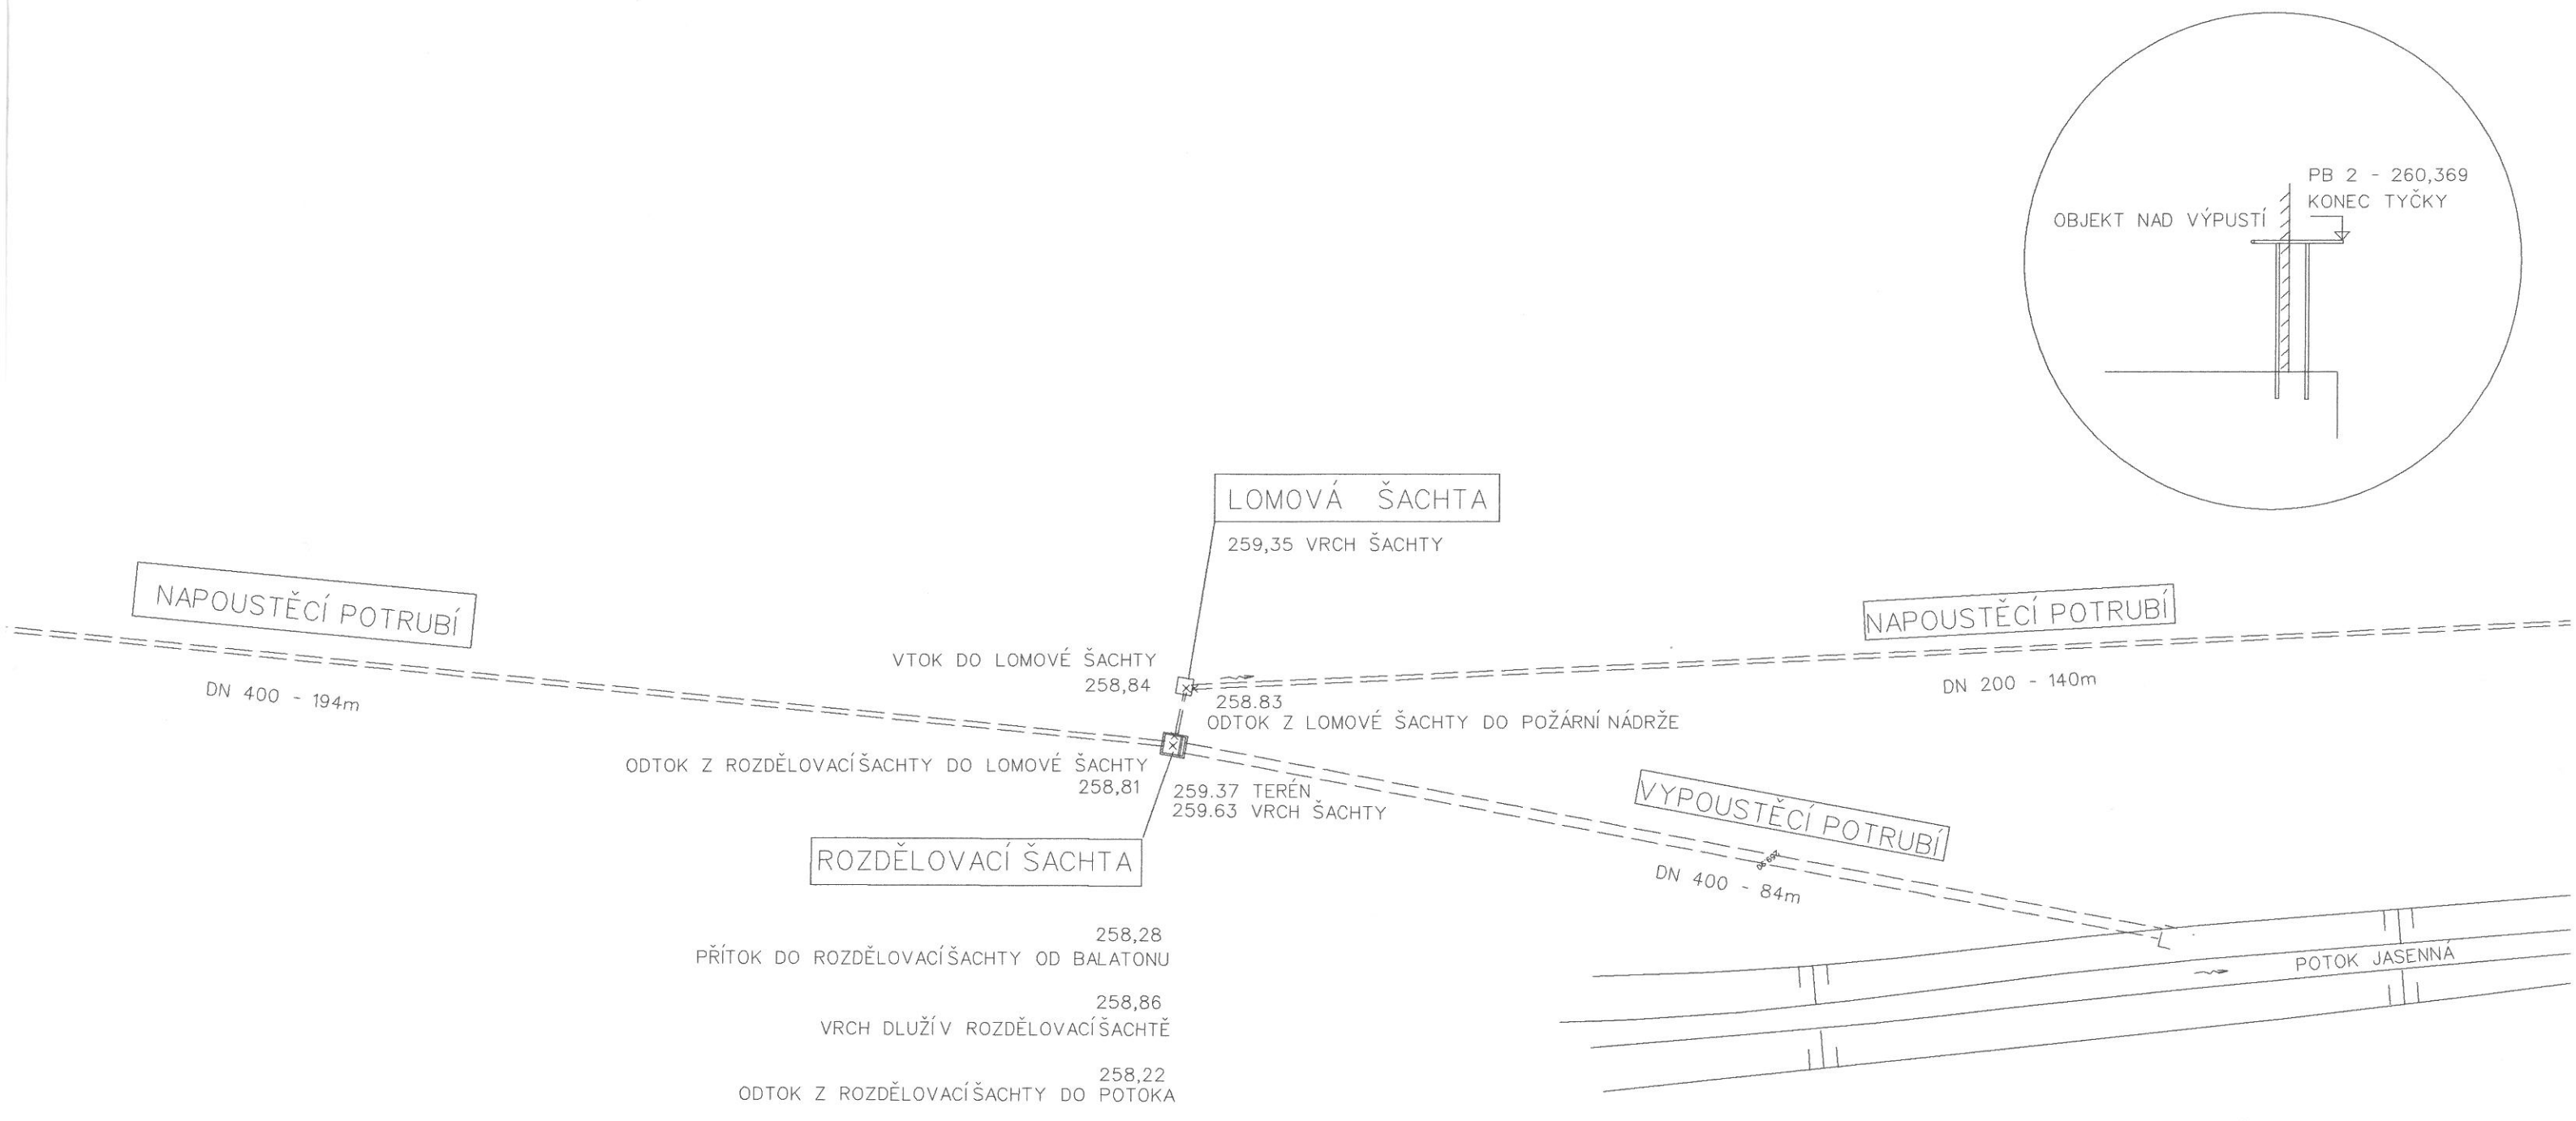 PB 2 - 260,369
KONEC TYČKY
OBJEKT NAD VÝPUSTÍ
LOMOVÁ ŠACHTA
259,35 VRCH ŠACHTY
NAPOUSTĚCÍ POTRUBÍ
DN 400 - 194m
NAPOUSTĚCÍ POTRUBÍ
DN 200 - 140m
VTOK DO LOMOVÉ ŠACHTY
258,84
258.83
ODTOK Z LOMOVÉ ŠACHTY DO POŽÁRNÍ NÁDRŽE
ODTOK Z ROZDĚLOVACÍ ŠACHTY DO LOMOVÉ ŠACHTY
258,81
259.37 TERÉN
259.63 VRCH ŠACHTY
ROZDĚLOVACÍ ŠACHTA
VYPOUSTĚCÍ POTRUBÍ
DN 400 - 84m
258,28
PŘÍTOK DO ROZDĚLOVACÍ ŠACHTY OD BALATONU
258,86
VRCH DLUŽÍ V ROZDĚLOVACÍ ŠACHTĚ
258,22
ODTOK Z ROZDĚLOVACÍ ŠACHTY DO POTOKA
POTOK JASENNÁ